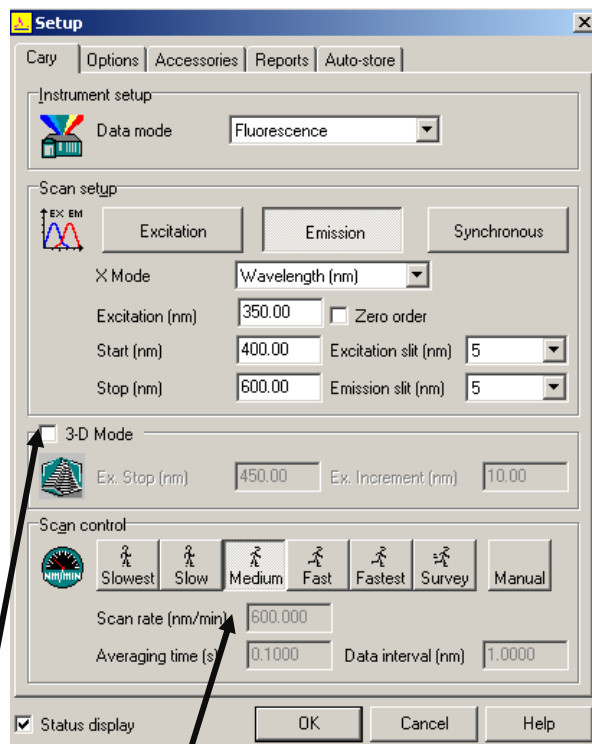 Setup
Cary Options Accessories Reports Auto-store
Instrument setup
Data mode Fluorescence
Scan setup
EX EM
Excitation Emission Synchronous
X Mode Wavelength (nm)
Excitation (nm) 350.00 Zero order
Start (nm) 400.00 Excitation slit (nm) 5
Stop (nm) 600.00 Emission slit (nm) 5
3-D Mode
Ex. Stop (nm) 450.00 Ex. Increment (nm) 10.00
Scan control
NM/MIN
Slowest Slow Medium Fast Fastest Survey Manual
Scan rate (nm/min) 600.000
Averaging time (s) 0.1000 Data interval (nm) 1.0000
Status display OK Cancel Help